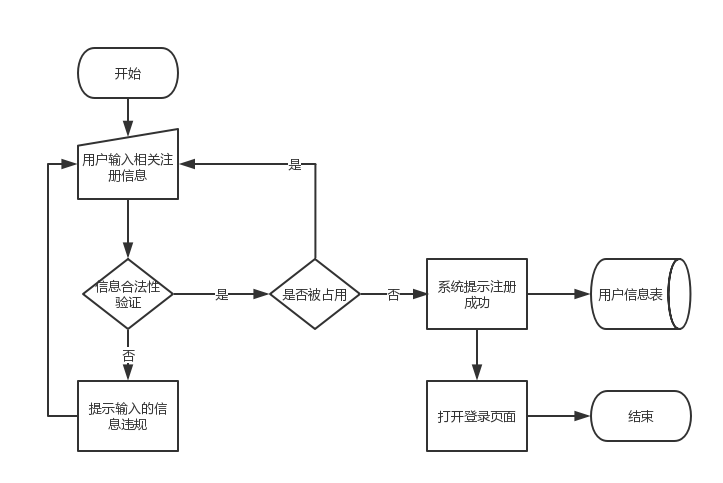 开始
用户输入相关注
册信息
是
信息合法性
验证
是
是否被占用
否
系统提示注册
成功
用户信息表
否
提示输入的信
息违规
打开登录页面
结束